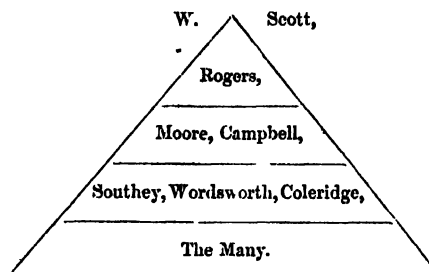 W. Scott,
Rogers,
Moore, Campbell,
Southey, Wordsworth, Coleridge,
The Many.